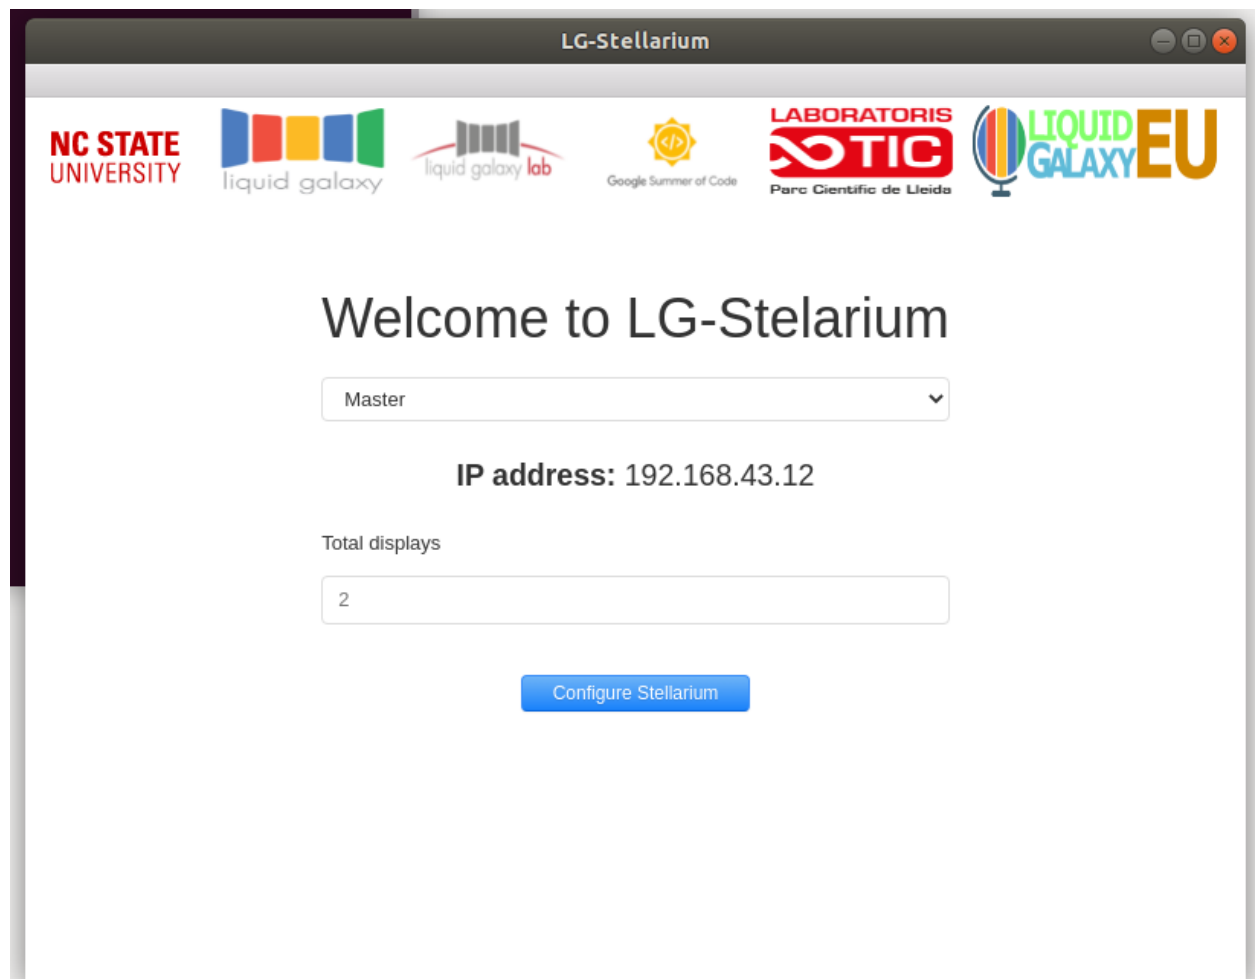 LG-Stellarium
NC STATE
UNIVERSITY
liquid galaxy
liquid galaxy lab
Google Summer of Code
LABORATORIS
TIC
Parc Científic de Lleida
LIQUID
GALAXY
EU
Welcome to LG-Stelarium
Master
IP address: 192.168.43.12
Total displays
2
Configure Stellarium